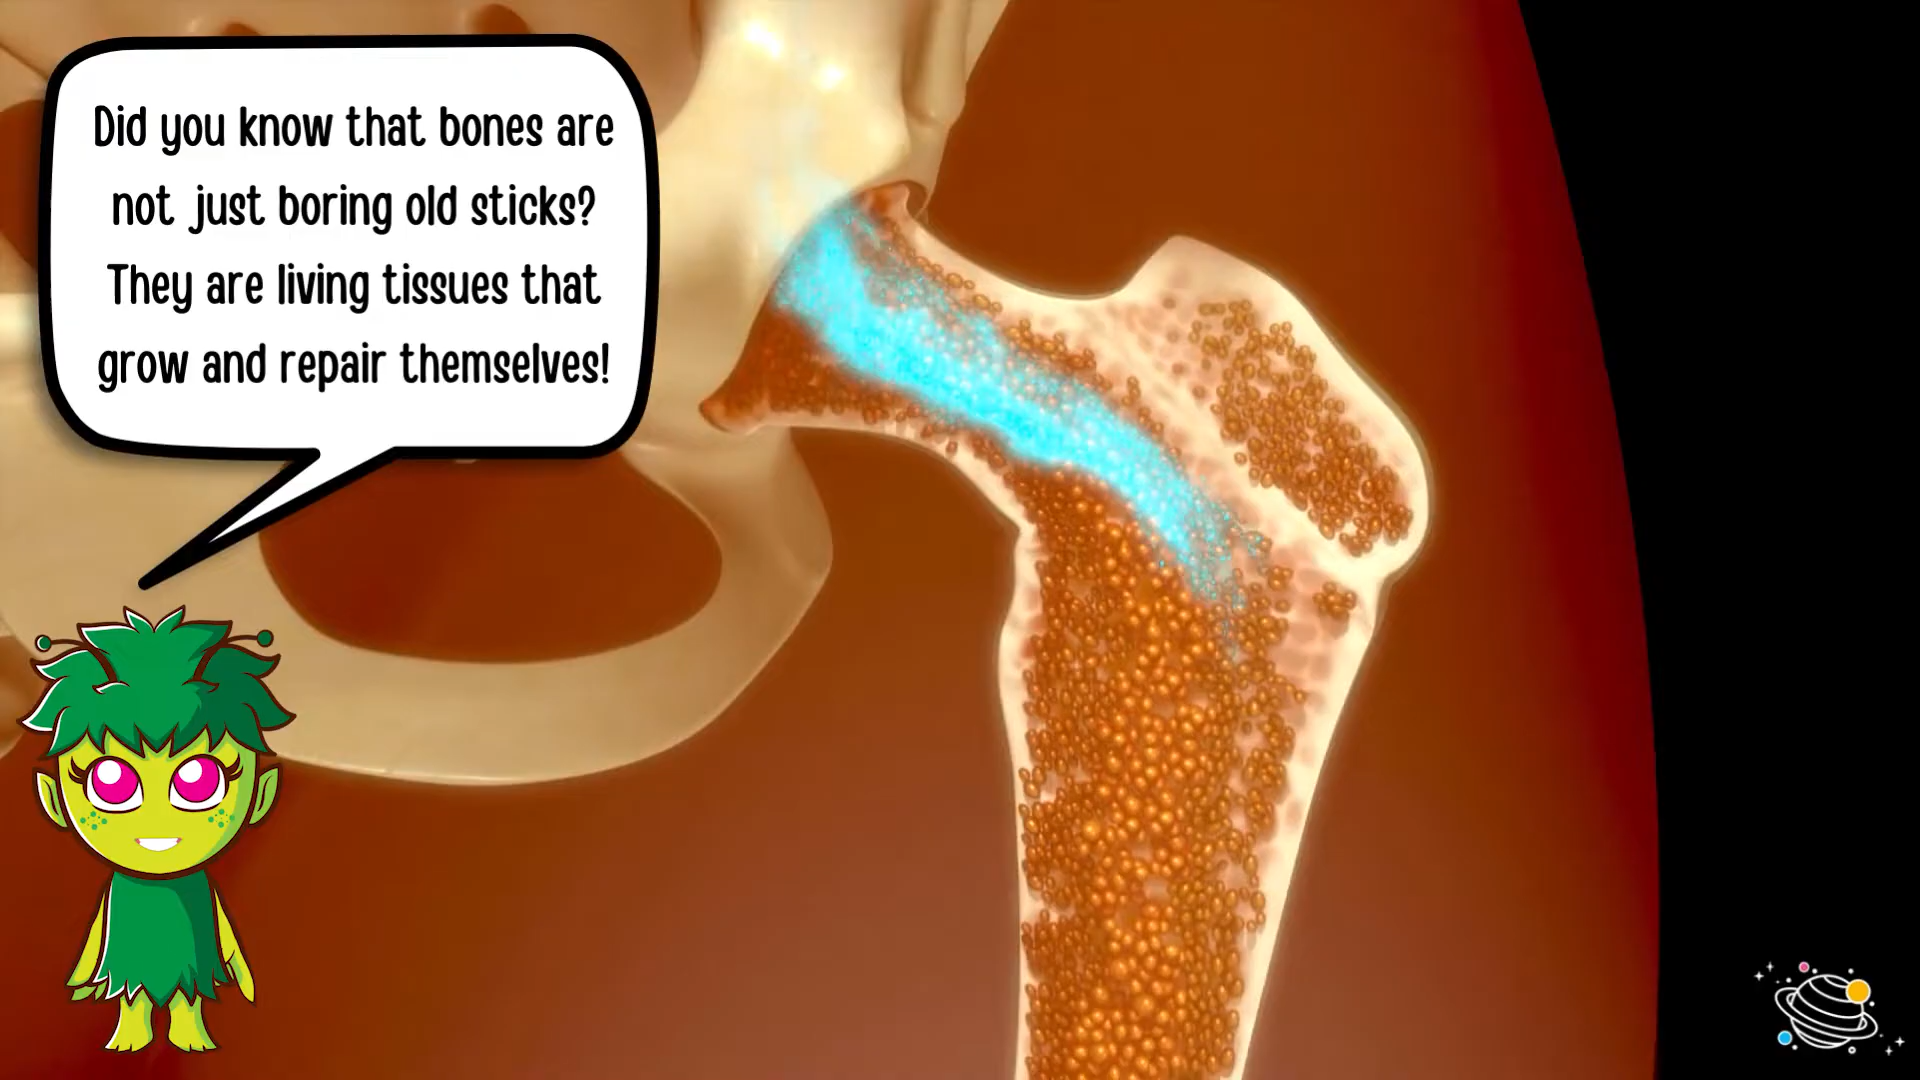 Did you know that bones are
not just boring old sticks?
They are living tissues that
grow and repair themselves!